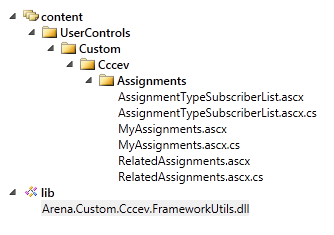 content
UserControls
Custom
Cccev
Assignments
AssignmentTypeSubscriberList.ascx
AssignmentTypeSubscriberList.ascx.cs
MyAssignments.ascx
MyAssignments.ascx.cs
RelatedAssignments.ascx
RelatedAssignments.ascx.cs
lib
Arena.Custom.Cccev.FrameworkUtils.dll